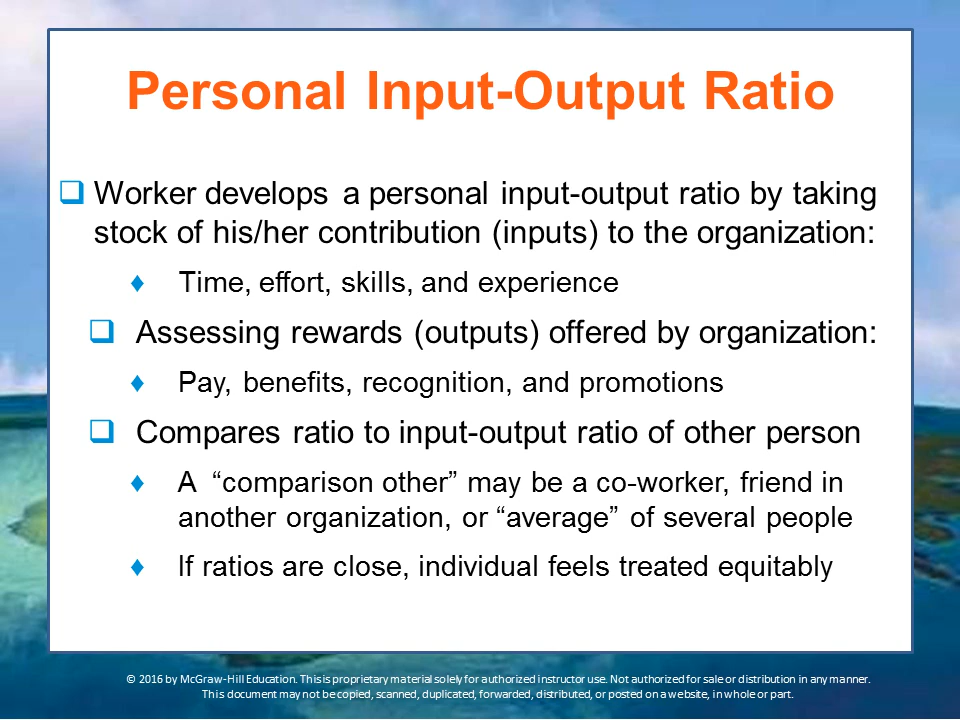 Personal Input-Output Ratio
Worker develops a personal input-output ratio by taking
stock of his/her contribution (inputs) to the organization:
Time, effort, skills, and experience
Assessing rewards (outputs) offered by organization:
Pay, benefits, recognition, and promotions
Compares ratio to input-output ratio of other person
A “comparison other” may be a co-worker, friend in
another organization, or “average” of several people
If ratios are close, individual feels treated equitably
© 2016 by McGraw-Hill Education. This is proprietary material solely for authorized instructor use. Not authorized for sale or distribution in any manner.
This document may not be copied, scanned, duplicated, forwarded, distributed, or posted on a website, in whole or part.